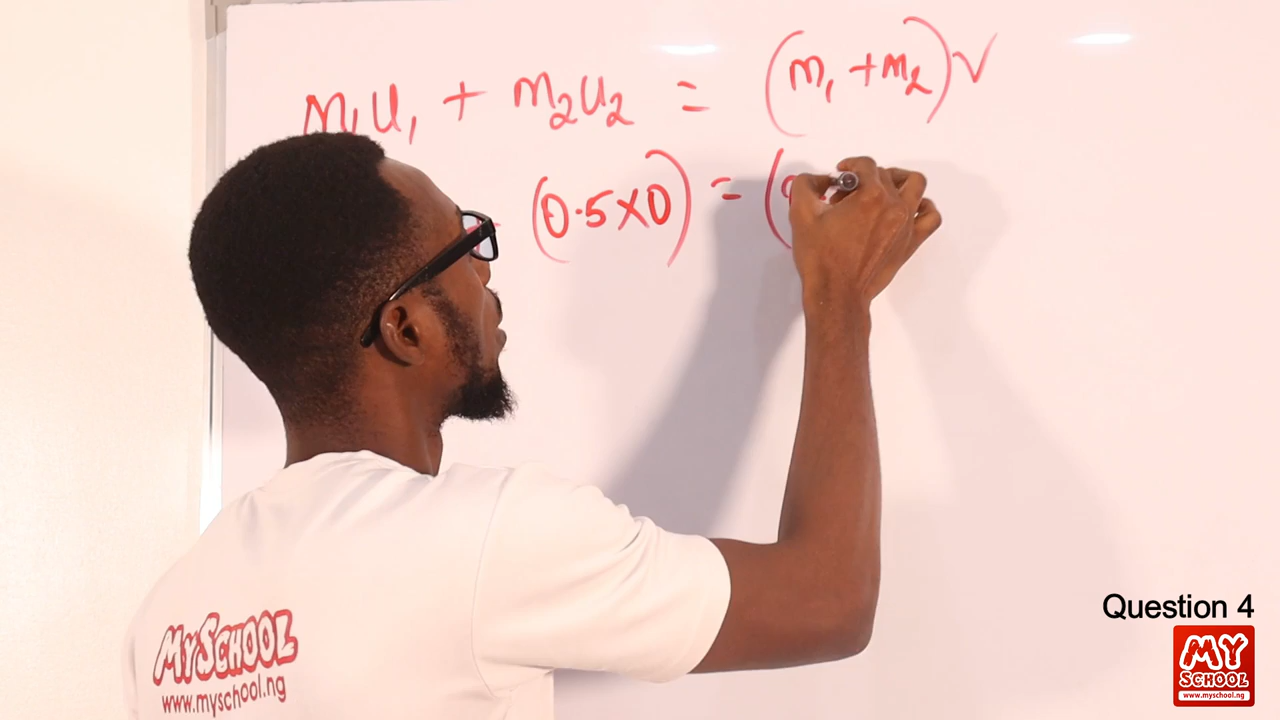 m₁u₁ + m₂u₂ = (m₁ + m₂)v
(0.5×0) = (
MYSCHOOL
www.myschool.ng
Question 4
MY
SCHOOL
www.myschool.ng